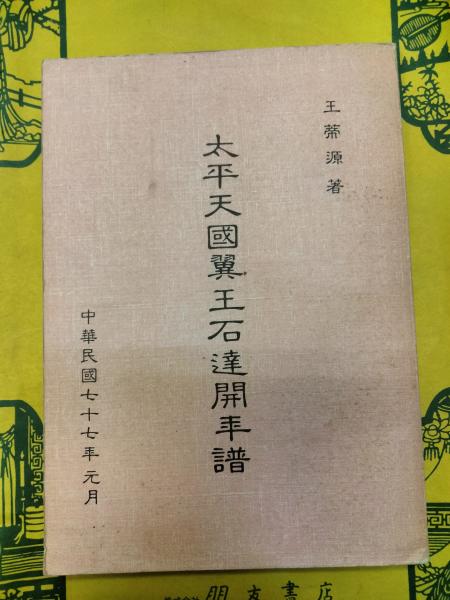 王蒂源著
太平天國翼王石達開年譜
中華民國七十七年元月
朋友書店